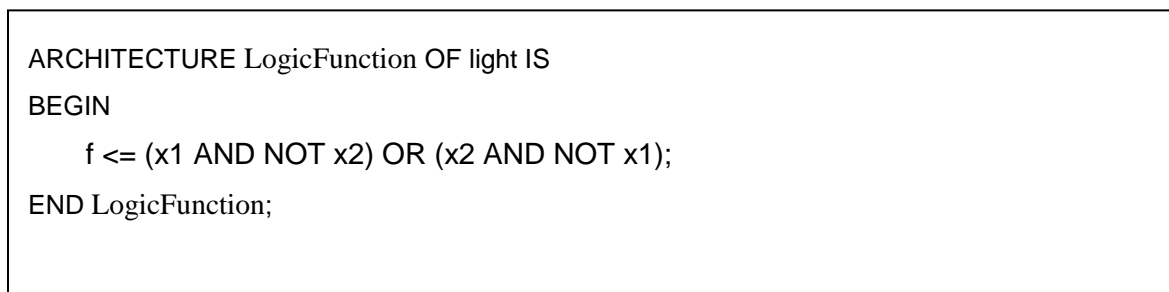 ARCHITECTURE LogicFunction OF light IS
BEGIN
f <= (x1 AND NOT x2) OR (x2 AND NOT x1);
END LogicFunction;